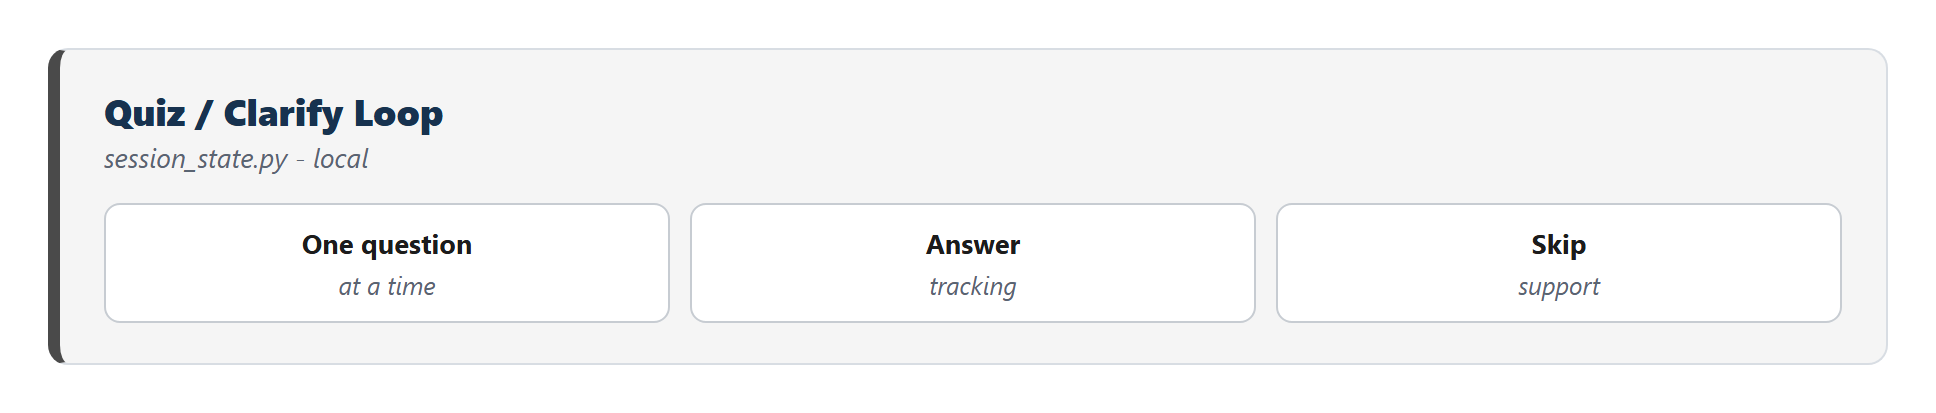 Quiz / Clarify Loop
session_state.py - local
One question
at a time
Answer
tracking
Skip
support